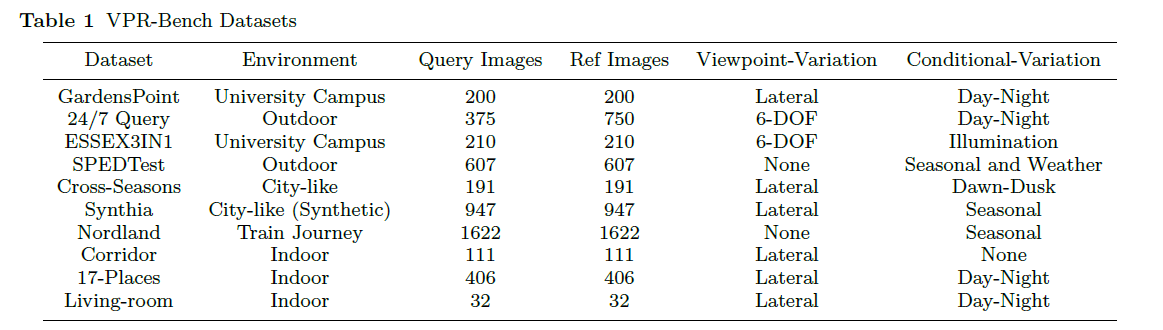 Table 1 VPR-Bench Datasets
Dataset Environment Query Images Ref Images Viewpoint-Variation Conditional-Variation
GardensPoint University Campus 200 200 Lateral Day-Night
24/7 Query Outdoor 375 750 6-DOF Day-Night
ESSEX3IN1 University Campus 210 210 6-DOF Illumination
SPEDTest Outdoor 607 607 None Seasonal and Weather
Cross-Seasons City-like 191 191 Lateral Dawn-Dusk
Synthia City-like (Synthetic) 947 947 Lateral Seasonal
Nordland Train Journey 1622 1622 None Seasonal
Corridor Indoor 111 111 Lateral None
17-Places Indoor 406 406 Lateral Day-Night
Living-room Indoor 32 32 Lateral Day-Night